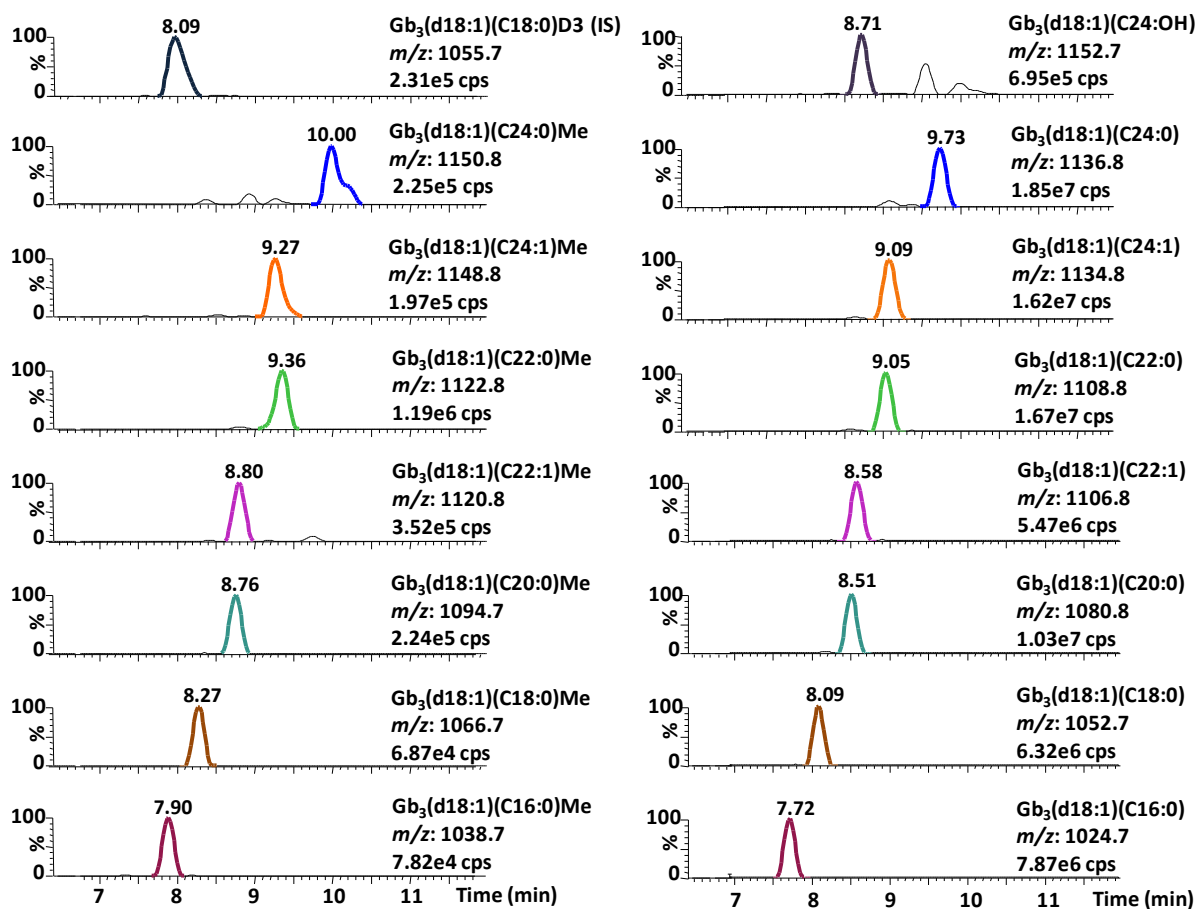 8.09
Gb₃(d18:1)(C18:0)D3 (IS)
m/z: 1055.7
2.31e5 cps
100
%
0
10.00
Gb₃(d18:1)(C24:0)Me
m/z: 1150.8
2.25e5 cps
100
%
0
9.27
Gb₃(d18:1)(C24:1)Me
m/z: 1148.8
1.97e5 cps
100
%
0
9.36
Gb₃(d18:1)(C22:0)Me
m/z: 1122.8
1.19e6 cps
100
%
0
8.80
Gb₃(d18:1)(C22:1)Me
m/z: 1120.8
3.52e5 cps
100
%
0
8.76
Gb₃(d18:1)(C20:0)Me
m/z: 1094.7
2.24e5 cps
100
%
0
8.27
Gb₃(d18:1)(C18:0)Me
m/z: 1066.7
6.87e4 cps
100
%
0
7.90
Gb₃(d18:1)(C16:0)Me
m/z: 1038.7
7.82e4 cps
100
%
0
7 8 9 10 11 Time (min)
8.71
Gb₃(d18:1)(C24:OH)
m/z: 1152.7
6.95e5 cps
100
%
0
9.73
Gb₃(d18:1)(C24:0)
m/z: 1136.8
1.85e7 cps
100
%
0
9.09
Gb₃(d18:1)(C24:1)
m/z: 1134.8
1.62e7 cps
100
%
0
9.05
Gb₃(d18:1)(C22:0)
m/z: 1108.8
1.67e7 cps
100
%
0
8.58
Gb₃(d18:1)(C22:1)
m/z: 1106.8
5.47e6 cps
100
%
0
8.51
Gb₃(d18:1)(C20:0)
m/z: 1080.8
1.03e7 cps
100
%
0
8.09
Gb₃(d18:1)(C18:0)
m/z: 1052.7
6.32e6 cps
100
%
0
7.72
Gb₃(d18:1)(C16:0)
m/z: 1024.7
7.87e6 cps
100
%
0
7 8 9 10 11 Time (min)